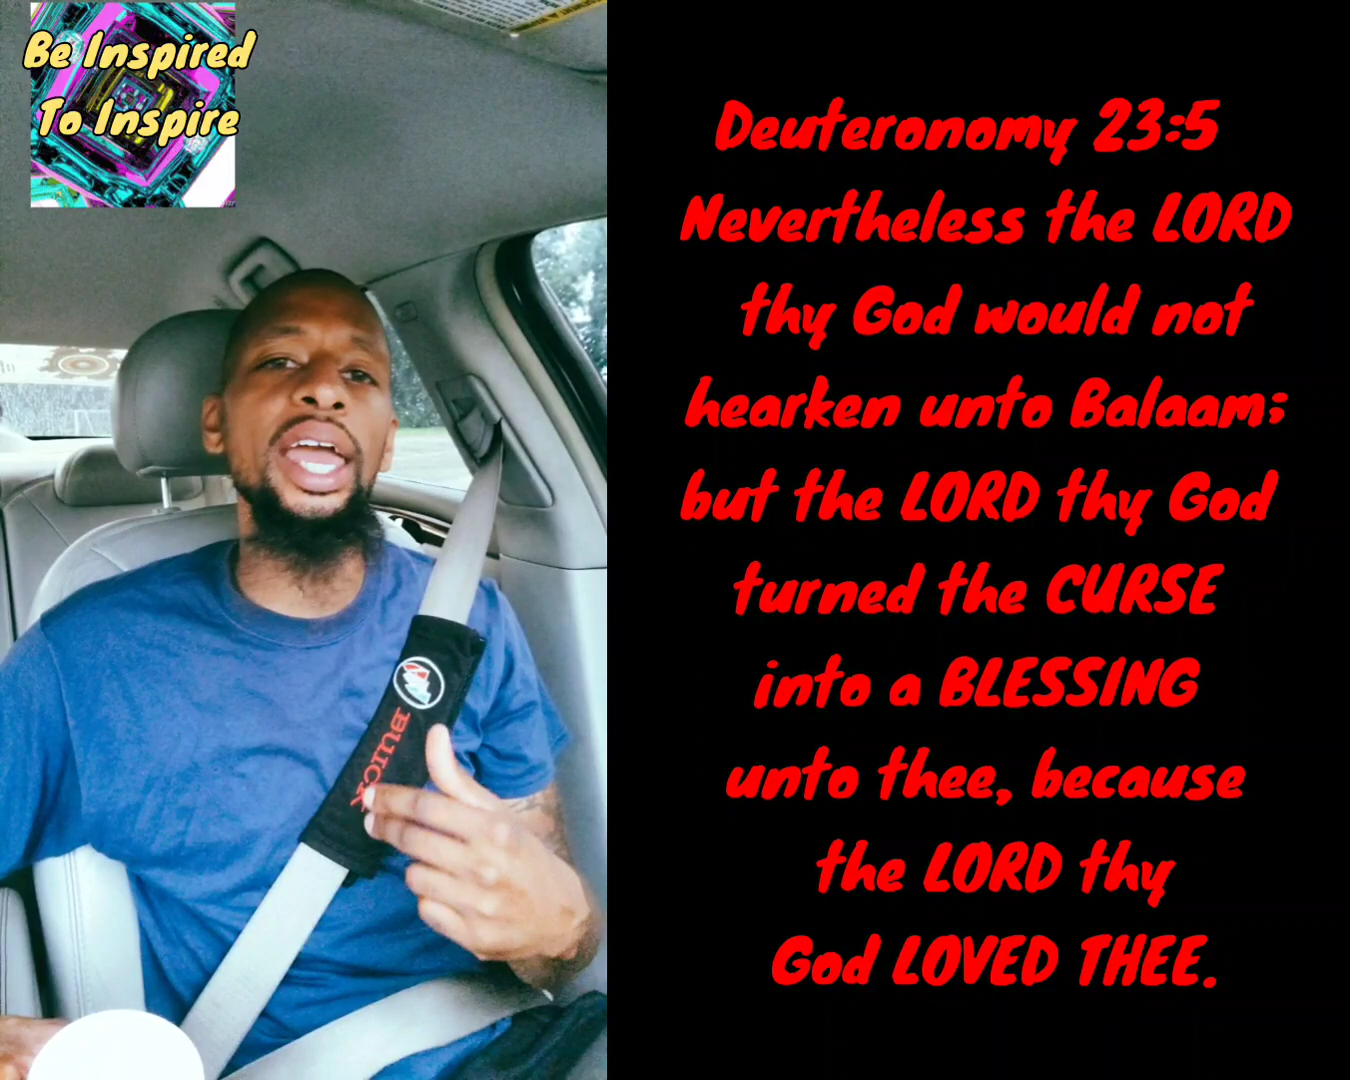 Be Inspired
To Inspire
BUICK
Deuteronomy 23:5
Nevertheless the LORD
thy God would not
hearken unto Balaam;
but the LORD thy God
turned the CURSE
into a BLESSING
unto thee, because
the LORD thy
God LOVED THEE.